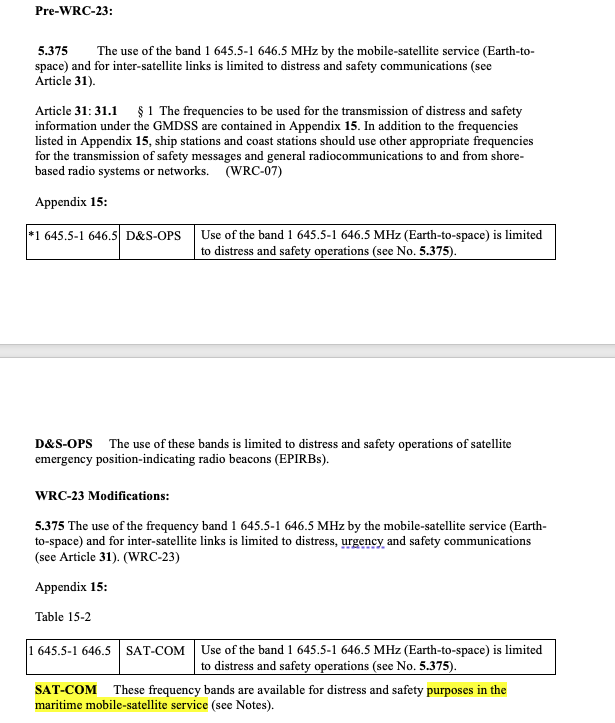 Pre-WRC-23:
5.375 The use of the band 1 645.5-1 646.5 MHz by the mobile-satellite service (Earth-to-
space) and for inter-satellite links is limited to distress and safety communications (see
Article 31).
Article 31: 31.1 § 1 The frequencies to be used for the transmission of distress and safety
information under the GMDSS are contained in Appendix 15. In addition to the frequencies
listed in Appendix 15, ship stations and coast stations should use other appropriate frequencies
for the transmission of safety messages and general radiocommunications to and from shore-
based radio systems or networks. (WRC-07)
Appendix 15:
*1 645.5-1 646.5 D&S-OPS Use of the band 1 645.5-1 646.5 MHz (Earth-to-space) is limited
to distress and safety operations (see No. 5.375).
D&S-OPS The use of these bands is limited to distress and safety operations of satellite
emergency position-indicating radio beacons (EPIRBs).
WRC-23 Modifications:
5.375 The use of the frequency band 1 645.5-1 646.5 MHz by the mobile-satellite service (Earth-
to-space) and for inter-satellite links is limited to distress, urgency and safety communications
(see Article 31). (WRC-23)
Appendix 15:
Table 15-2
1 645.5-1 646.5 SAT-COM Use of the band 1 645.5-1 646.5 MHz (Earth-to-space) is limited
to distress and safety operations (see No. 5.375).
SAT-COM These frequency bands are available for distress and safety purposes in the
maritime mobile-satellite service (see Notes).